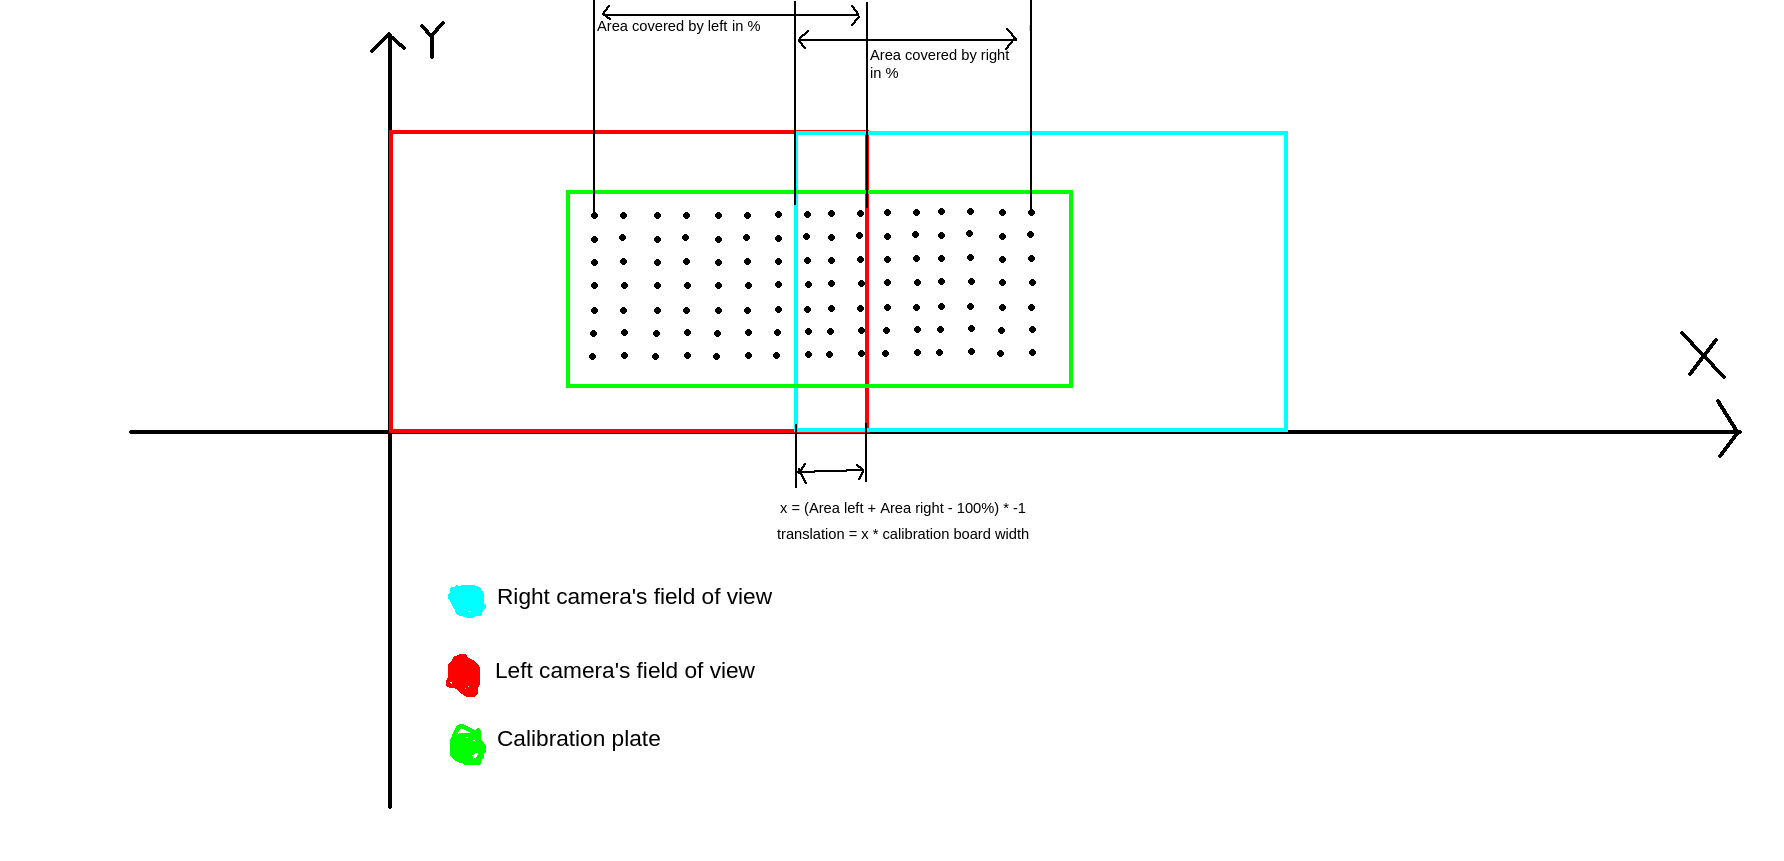 Area covered by left in %
Y
Area covered by right
in %
X
x = (Area left + Area right - 100%) * -1
translation = x * calibration board width
Right camera's field of view
Left camera's field of view
Calibration plate